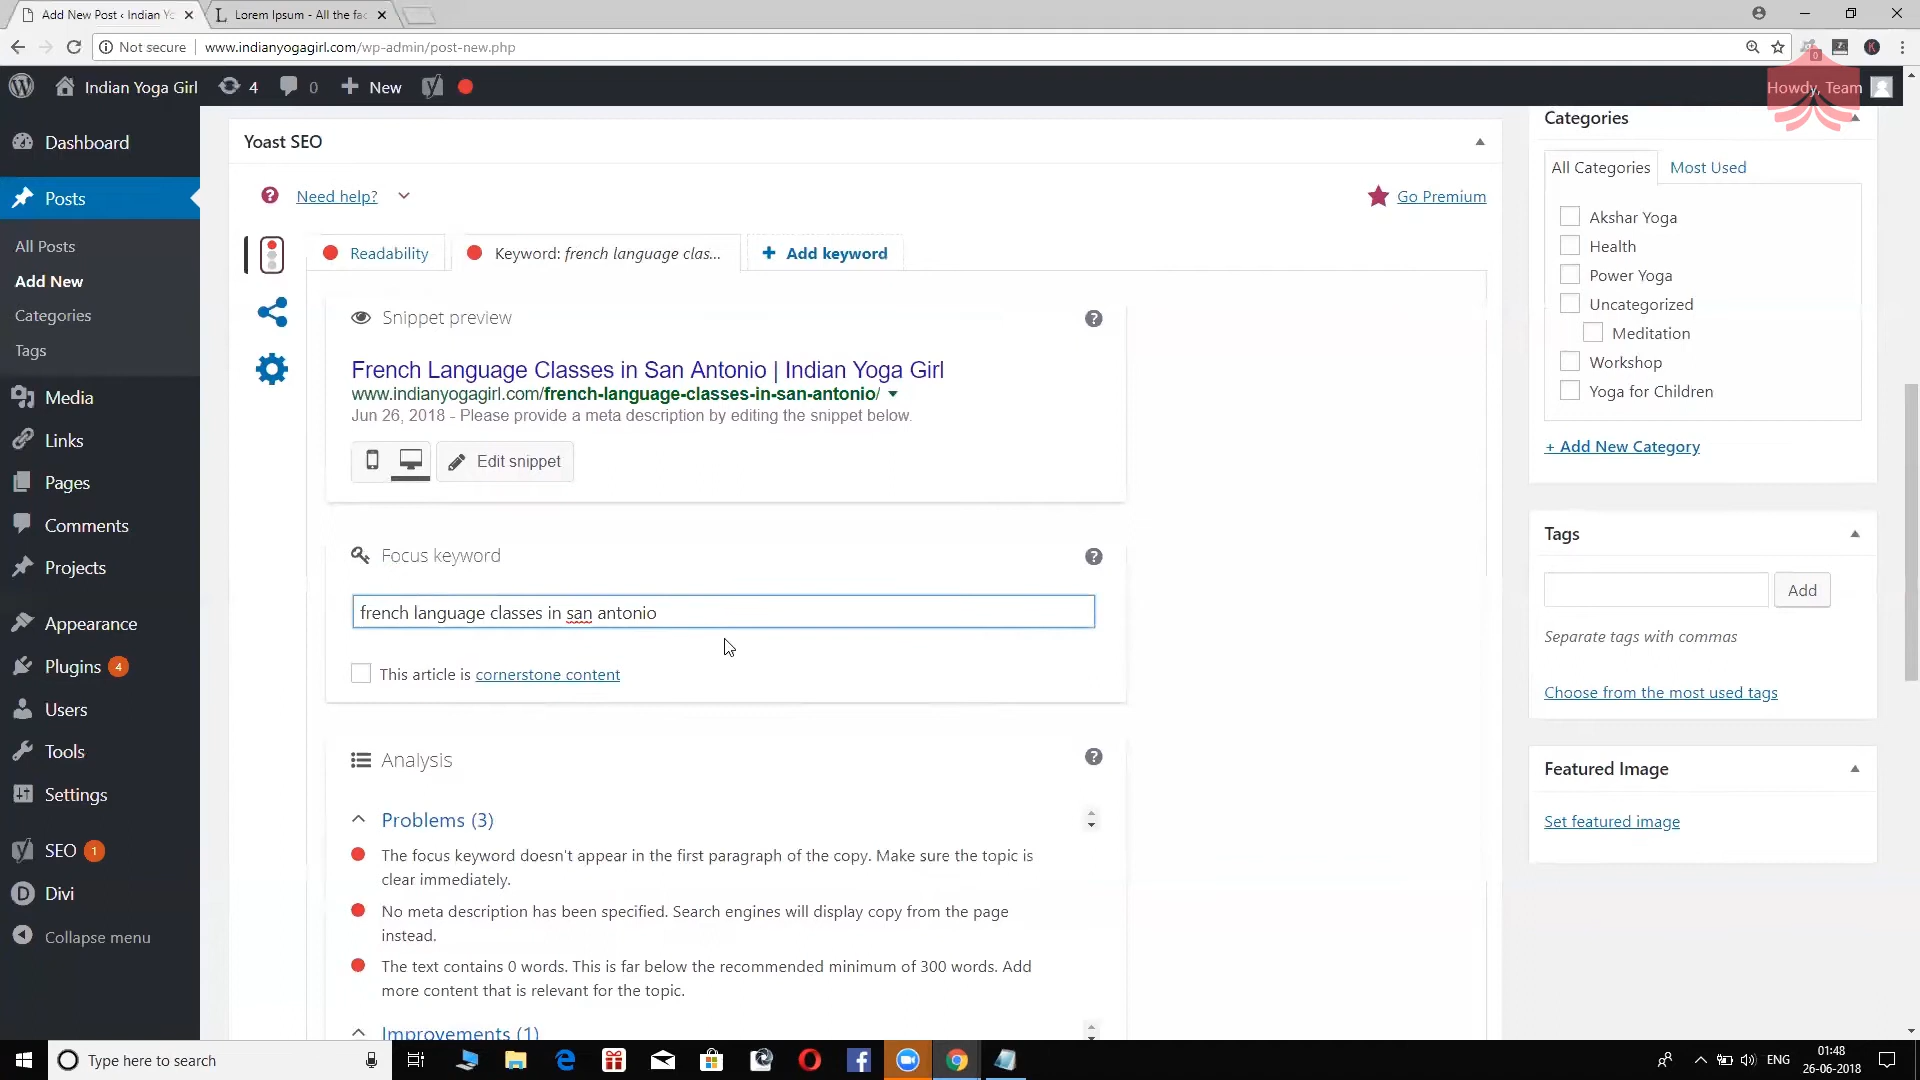 Add New Post ‹ Indian Yo
Lorem Ipsum - All the fac
Not secure
www.indianyogagirl.com/wp-admin/post-new.php
0
Indian Yoga Girl
4
0
New
Howdy, Team
Dashboard
Posts
All Posts
Add New
Categories
Tags
Media
Links
Pages
Comments
Projects
Appearance
Plugins 4
Users
Tools
Settings
SEO 1
Divi
Collapse menu
Yoast SEO
Need help?
Go Premium
Readability
Keyword: french language clas...
Add keyword
Snippet preview
French Language Classes in San Antonio | Indian Yoga Girl
www.indianyogagirl.com/french-language-classes-in-san-antonio/
Jun 26, 2018 - Please provide a meta description by editing the snippet below.
Edit snippet
Focus keyword
french language classes in san antonio
This article is cornerstone content
Analysis
Problems (3)
The focus keyword doesn't appear in the first paragraph of the copy. Make sure the topic is
clear immediately.
No meta description has been specified. Search engines will display copy from the page
instead.
The text contains 0 words. This is far below the recommended minimum of 300 words. Add
more content that is relevant for the topic.
Improvements (1)
Categories
All Categories
Most Used
Akshar Yoga
Health
Power Yoga
Uncategorized
Meditation
Workshop
Yoga for Children
+ Add New Category
Tags
Add
Separate tags with commas
Choose from the most used tags
Featured Image
Set featured image
Type here to search
ENG
01:48
26-06-2018